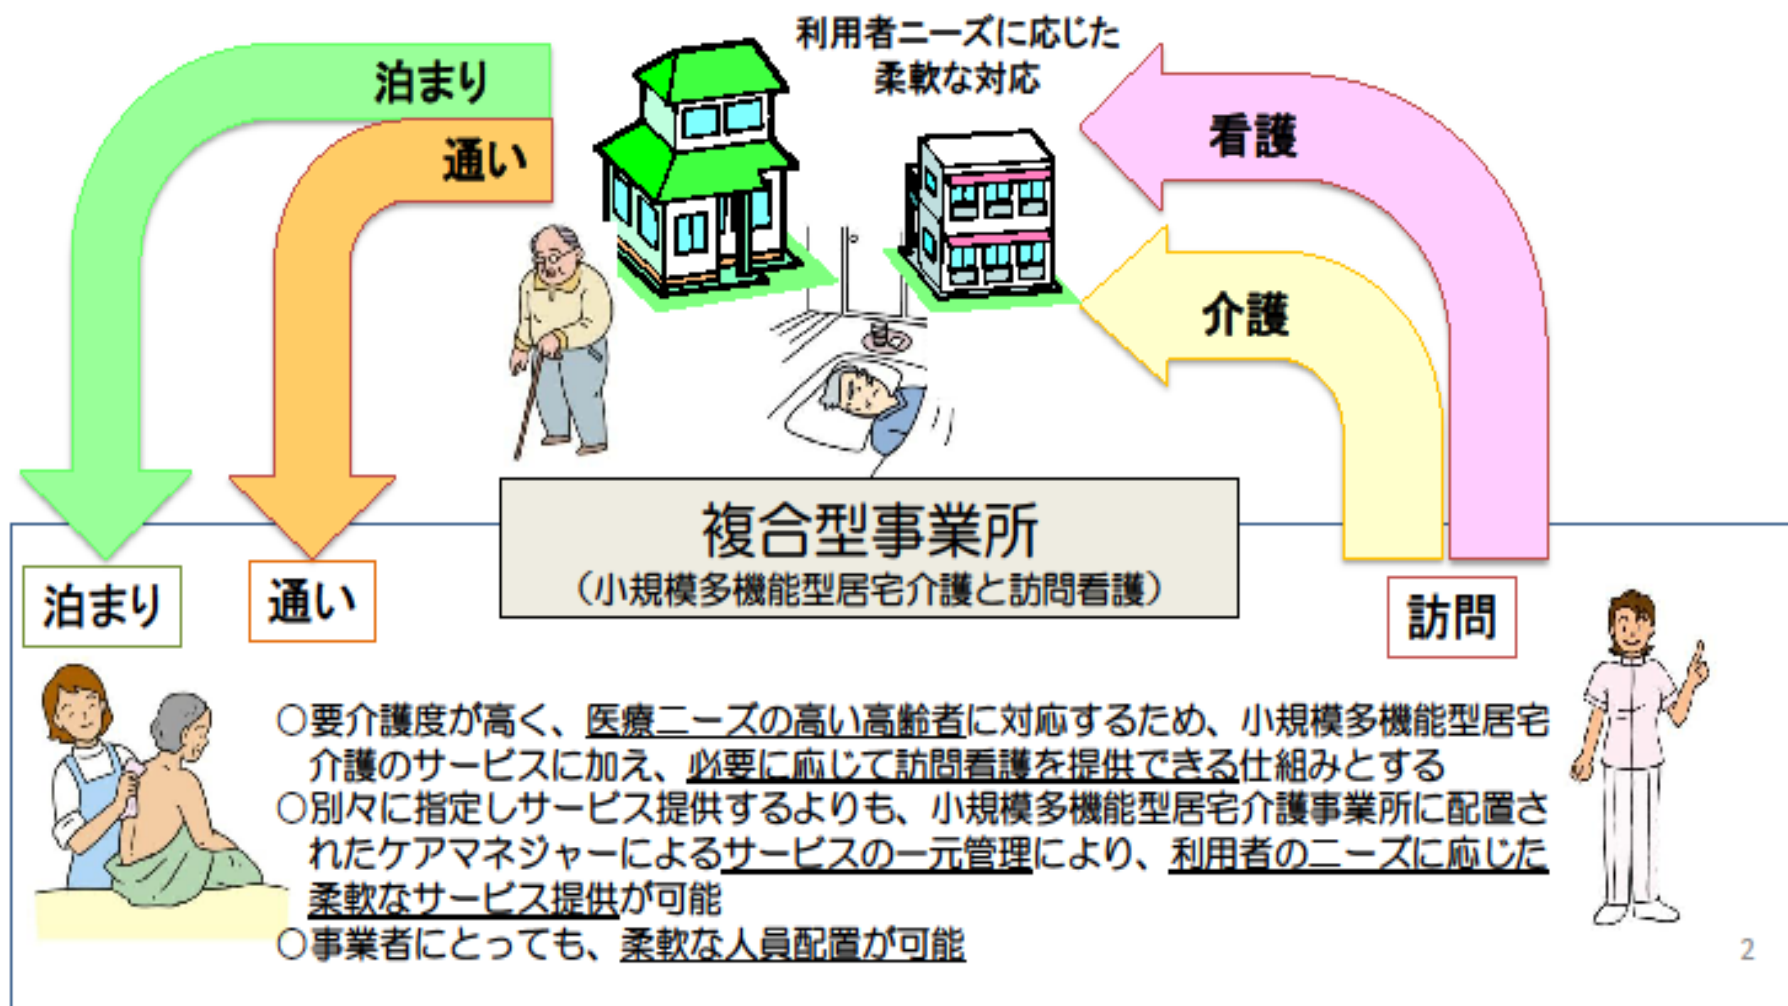 利用者ニーズに応じた
柔軟な対応
泊まり
通い
看護
介護
複合型事業所
（小規模多機能型居宅介護と訪問看護）
泊まり
通い
訪問
○要介護度が高く、医療ニーズの高い高齢者に対応するため、小規模多機能型居宅
介護のサービスに加え、必要に応じて訪問看護を提供できる仕組みとする
○別々に指定しサービス提供するよりも、小規模多機能型居宅介護事業所に配置さ
れたケアマネジャーによるサービスの一元管理により、利用者のニーズに応じた
柔軟なサービス提供が可能
○事業者にとっても、柔軟な人員配置が可能
2